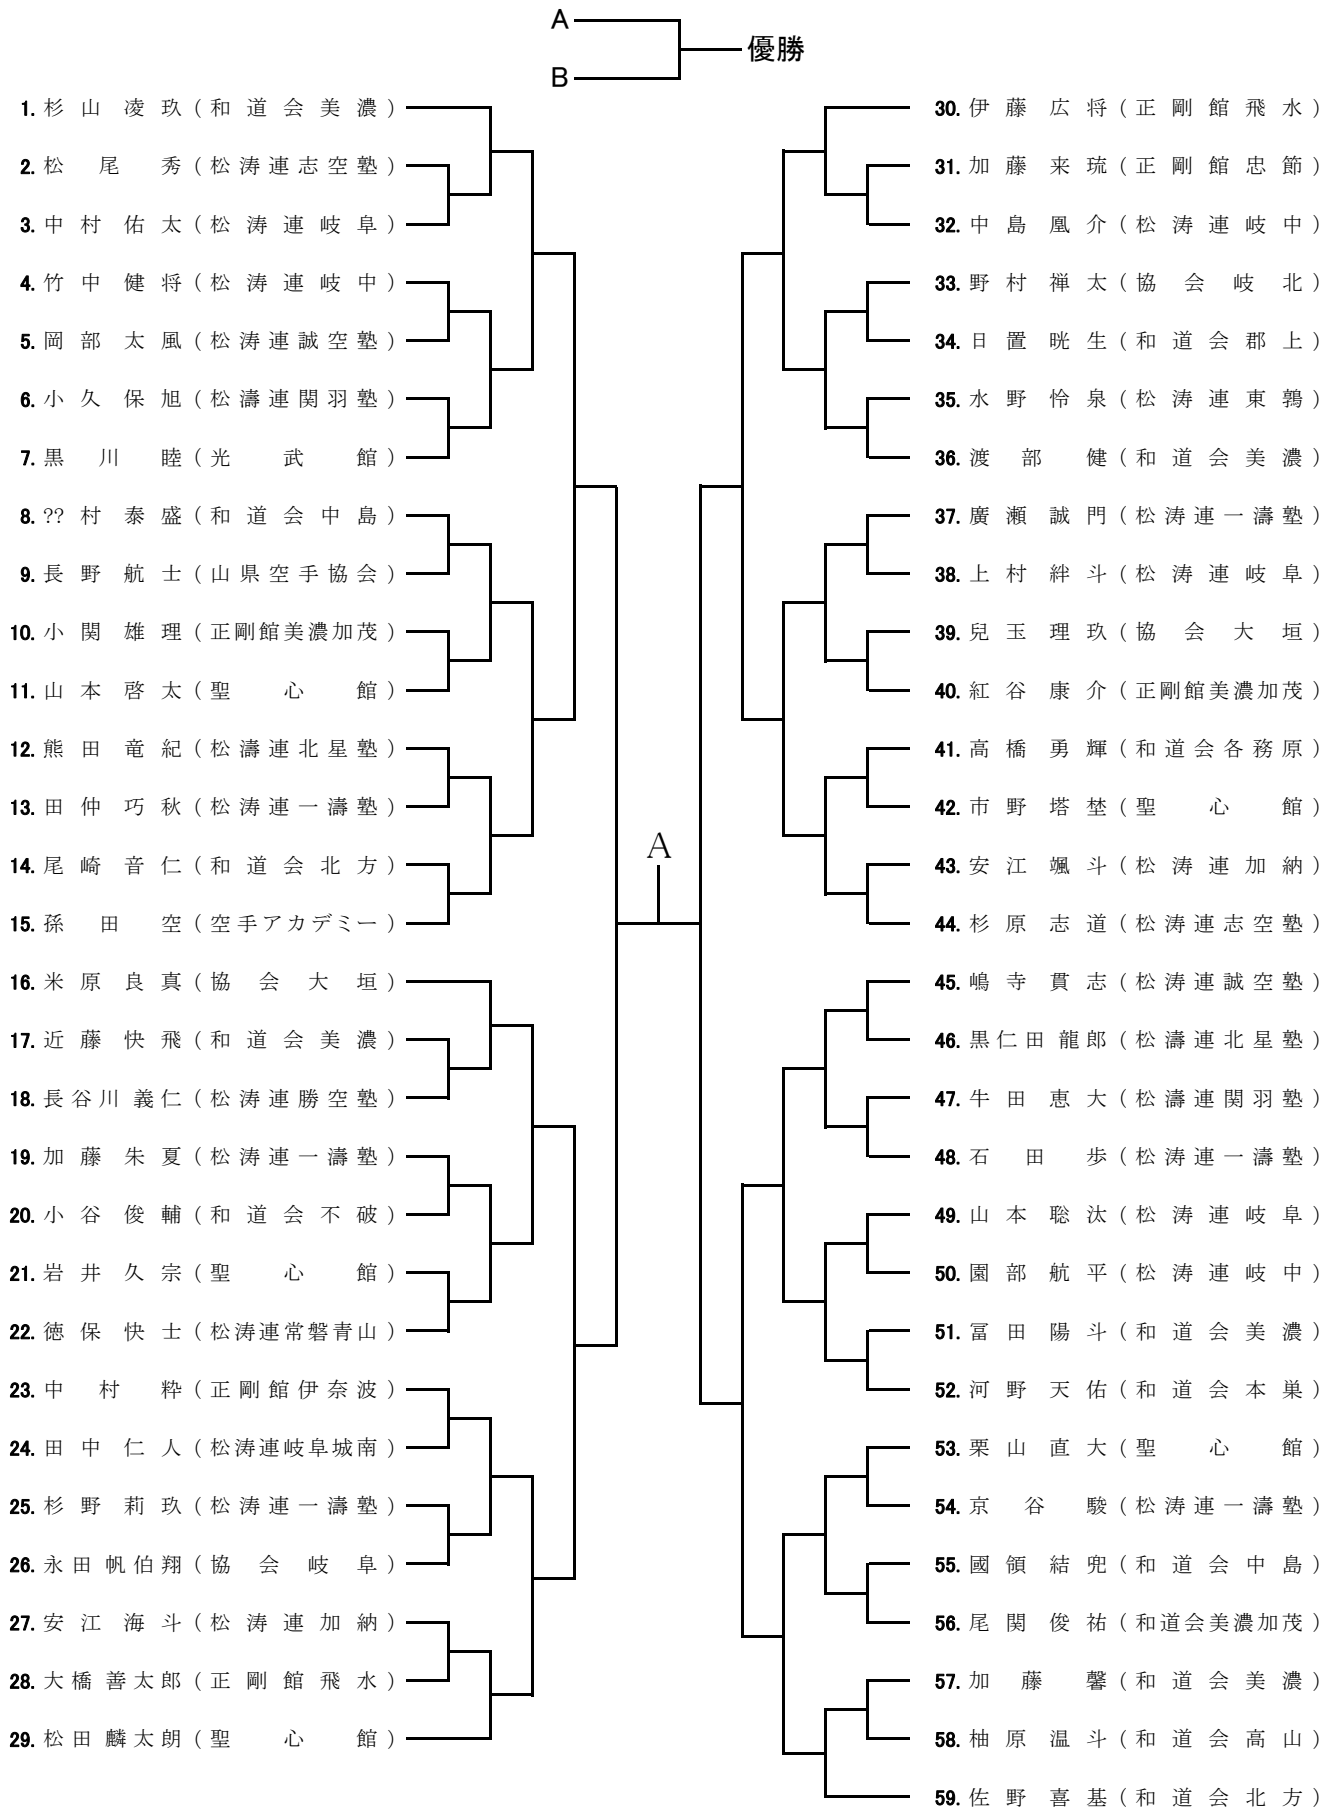 A
優勝
B
1. 杉山凌玖(和道会美濃)
2. 松尾秀(松涛連志空塾)
3. 中村佑太(松涛連岐阜)
4. 竹中健将(松涛連岐中)
5. 岡部太風(松涛連誠空塾)
6. 小久保旭(松濤連関羽塾)
7. 黒川睦(光武館)
8. ??村泰盛(和道会中島)
9. 長野航士(山県空手協会)
10. 小関雄理(正剛館美濃加茂)
11. 山本啓太(聖心館)
12. 熊田竜紀(松濤連北星塾)
13. 田仲巧秋(松涛連一濤塾)
14. 尾崎音仁(和道会北方)
15. 孫田空(空手アカデミー)
16. 米原良真(協会大垣)
17. 近藤快飛(和道会美濃)
18. 長谷川義仁(松涛連勝空塾)
19. 加藤朱夏(松涛連一濤塾)
20. 小谷俊輔(和道会不破)
21. 岩井久宗(聖心館)
22. 徳保快士(松涛連常磐青山)
23. 中村粋(正剛館伊奈波)
24. 田中仁人(松涛連岐阜城南)
25. 杉野莉玖(松涛連一濤塾)
26. 永田帆伯翔(協会岐阜)
27. 安江海斗(松涛連加納)
28. 大橋善太郎(正剛館飛水)
29. 松田麟太朗(聖心館)
A
30. 伊藤広将(正剛館飛水)
31. 加藤来琉(正剛館忠節)
32. 中島凰介(松涛連岐中)
33. 野村禅太(協会岐北)
34. 日置晄生(和道会郡上)
35. 水野怜泉(松涛連東鶉)
36. 渡部健(和道会美濃)
37. 廣瀬誠門(松涛連一濤塾)
38. 上村絆斗(松涛連岐阜)
39. 兒玉理玖(協会大垣)
40. 紅谷康介(正剛館美濃加茂)
41. 高橋勇輝(和道会各務原)
42. 市野塔埜(聖心館)
43. 安江颯斗(松涛連加納)
44. 杉原志道(松涛連志空塾)
45. 嶋寺貫志(松涛連誠空塾)
46. 黒仁田龍郎(松濤連北星塾)
47. 牛田恵大(松濤連関羽塾)
48. 石田歩(松涛連一濤塾)
49. 山本聡汰(松涛連岐阜)
50. 園部航平(松涛連岐中)
51. 冨田陽斗(和道会美濃)
52. 河野天佑(和道会本巣)
53. 栗山直大(聖心館)
54. 京谷駿(松涛連一濤塾)
55. 國領結兜(和道会中島)
56. 尾関俊祐(和道会美濃加茂)
57. 加藤馨(和道会美濃)
58. 柚原温斗(和道会高山)
59. 佐野喜基(和道会北方)